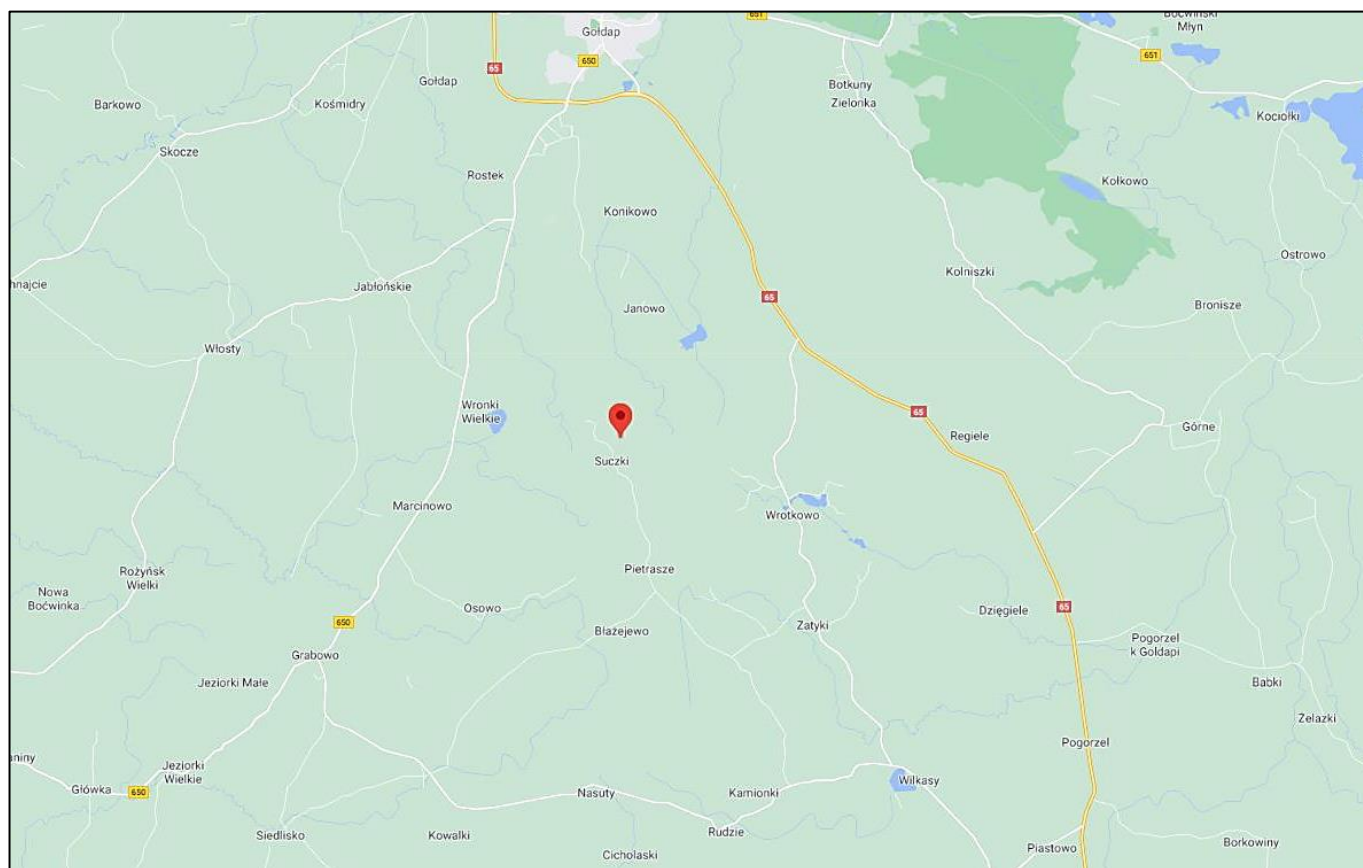 651
Boćwiński
Młyn
Gołdap
65
650
651
Gołdap
Botkuny
Zielonka
Barkowo
Kośmidry
Kociołki
Skocze
Rostek
Kołkowo
Konikowo
Ostrowo
Kolniszki
hnajcie
Jabłońskie
65
Janowo
Bronisze
Włosty
Wronki
Wielkie
65
Górne
Regiele
Suczki
Marcinowo
Wrotkowo
Rożyńsk
Wielki
Pietrasze
Nowa
Boćwinka
Osowo
65
Dzięgiele
650
Błażejewo
Zatyki
Pogorzel
k Gołdapi
Grabowo
Jeziorki Małe
Babki
Żelazki
Pogorzel
niny
Jeziorki
Wielkie
Wilkasy
Główka
650
Nasuty
Kamionki
Siedlisko
Kowalki
Rudzie
Borkowiny
Piastowo
Cicholaski